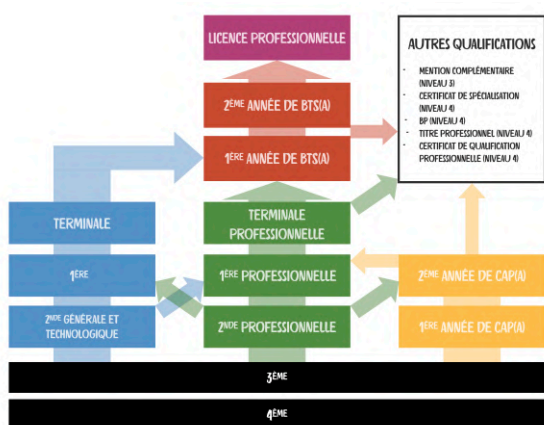 LICENCE PROFESSIONNELLE
AUTRES QUALIFICATIONS
- MENTION COMPLÉMENTAIRE
(NIVEAU 3)
- CERTIFICAT DE SPÉCIALISATION
(NIVEAU 4)
- BP (NIVEAU 4)
- TITRE PROFESSIONNEL (NIVEAU 4)
- CERTIFICAT DE QUALIFICATION
PROFESSIONNELLE (NIVEAU 4)
2ÈME ANNÉE DE BTS(A)
1ÈRE ANNÉE DE BTS(A)
TERMINALE
TERMINALE
PROFESSIONNELLE
1ÈRE
1ÈRE PROFESSIONNELLE
2ÈME ANNÉE DE CAP(A)
2NDE GÉNÉRALE ET
TECHNOLOGIQUE
2NDE PROFESSIONNELLE
1ÈRE ANNÉE DE CAP(A)
3ÈME
4ÈME